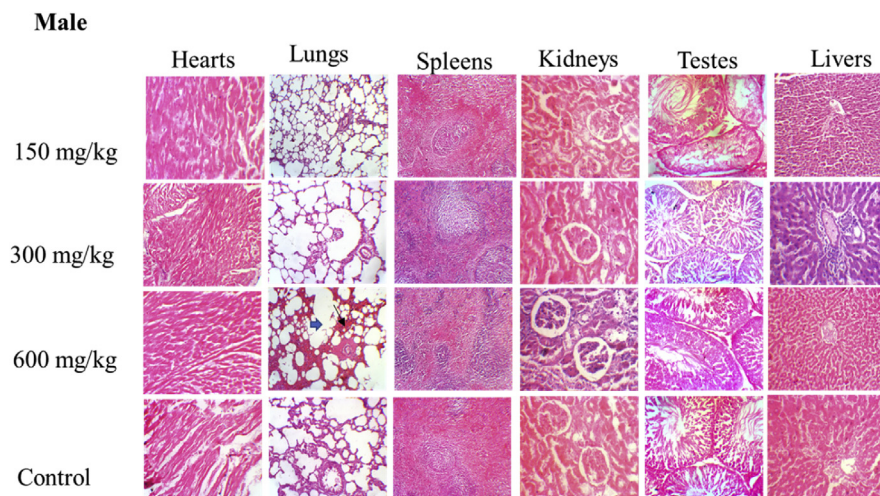 Male
Hearts Lungs Spleens Kidneys Testes Livers
150 mg/kg
300 mg/kg
600 mg/kg
Control